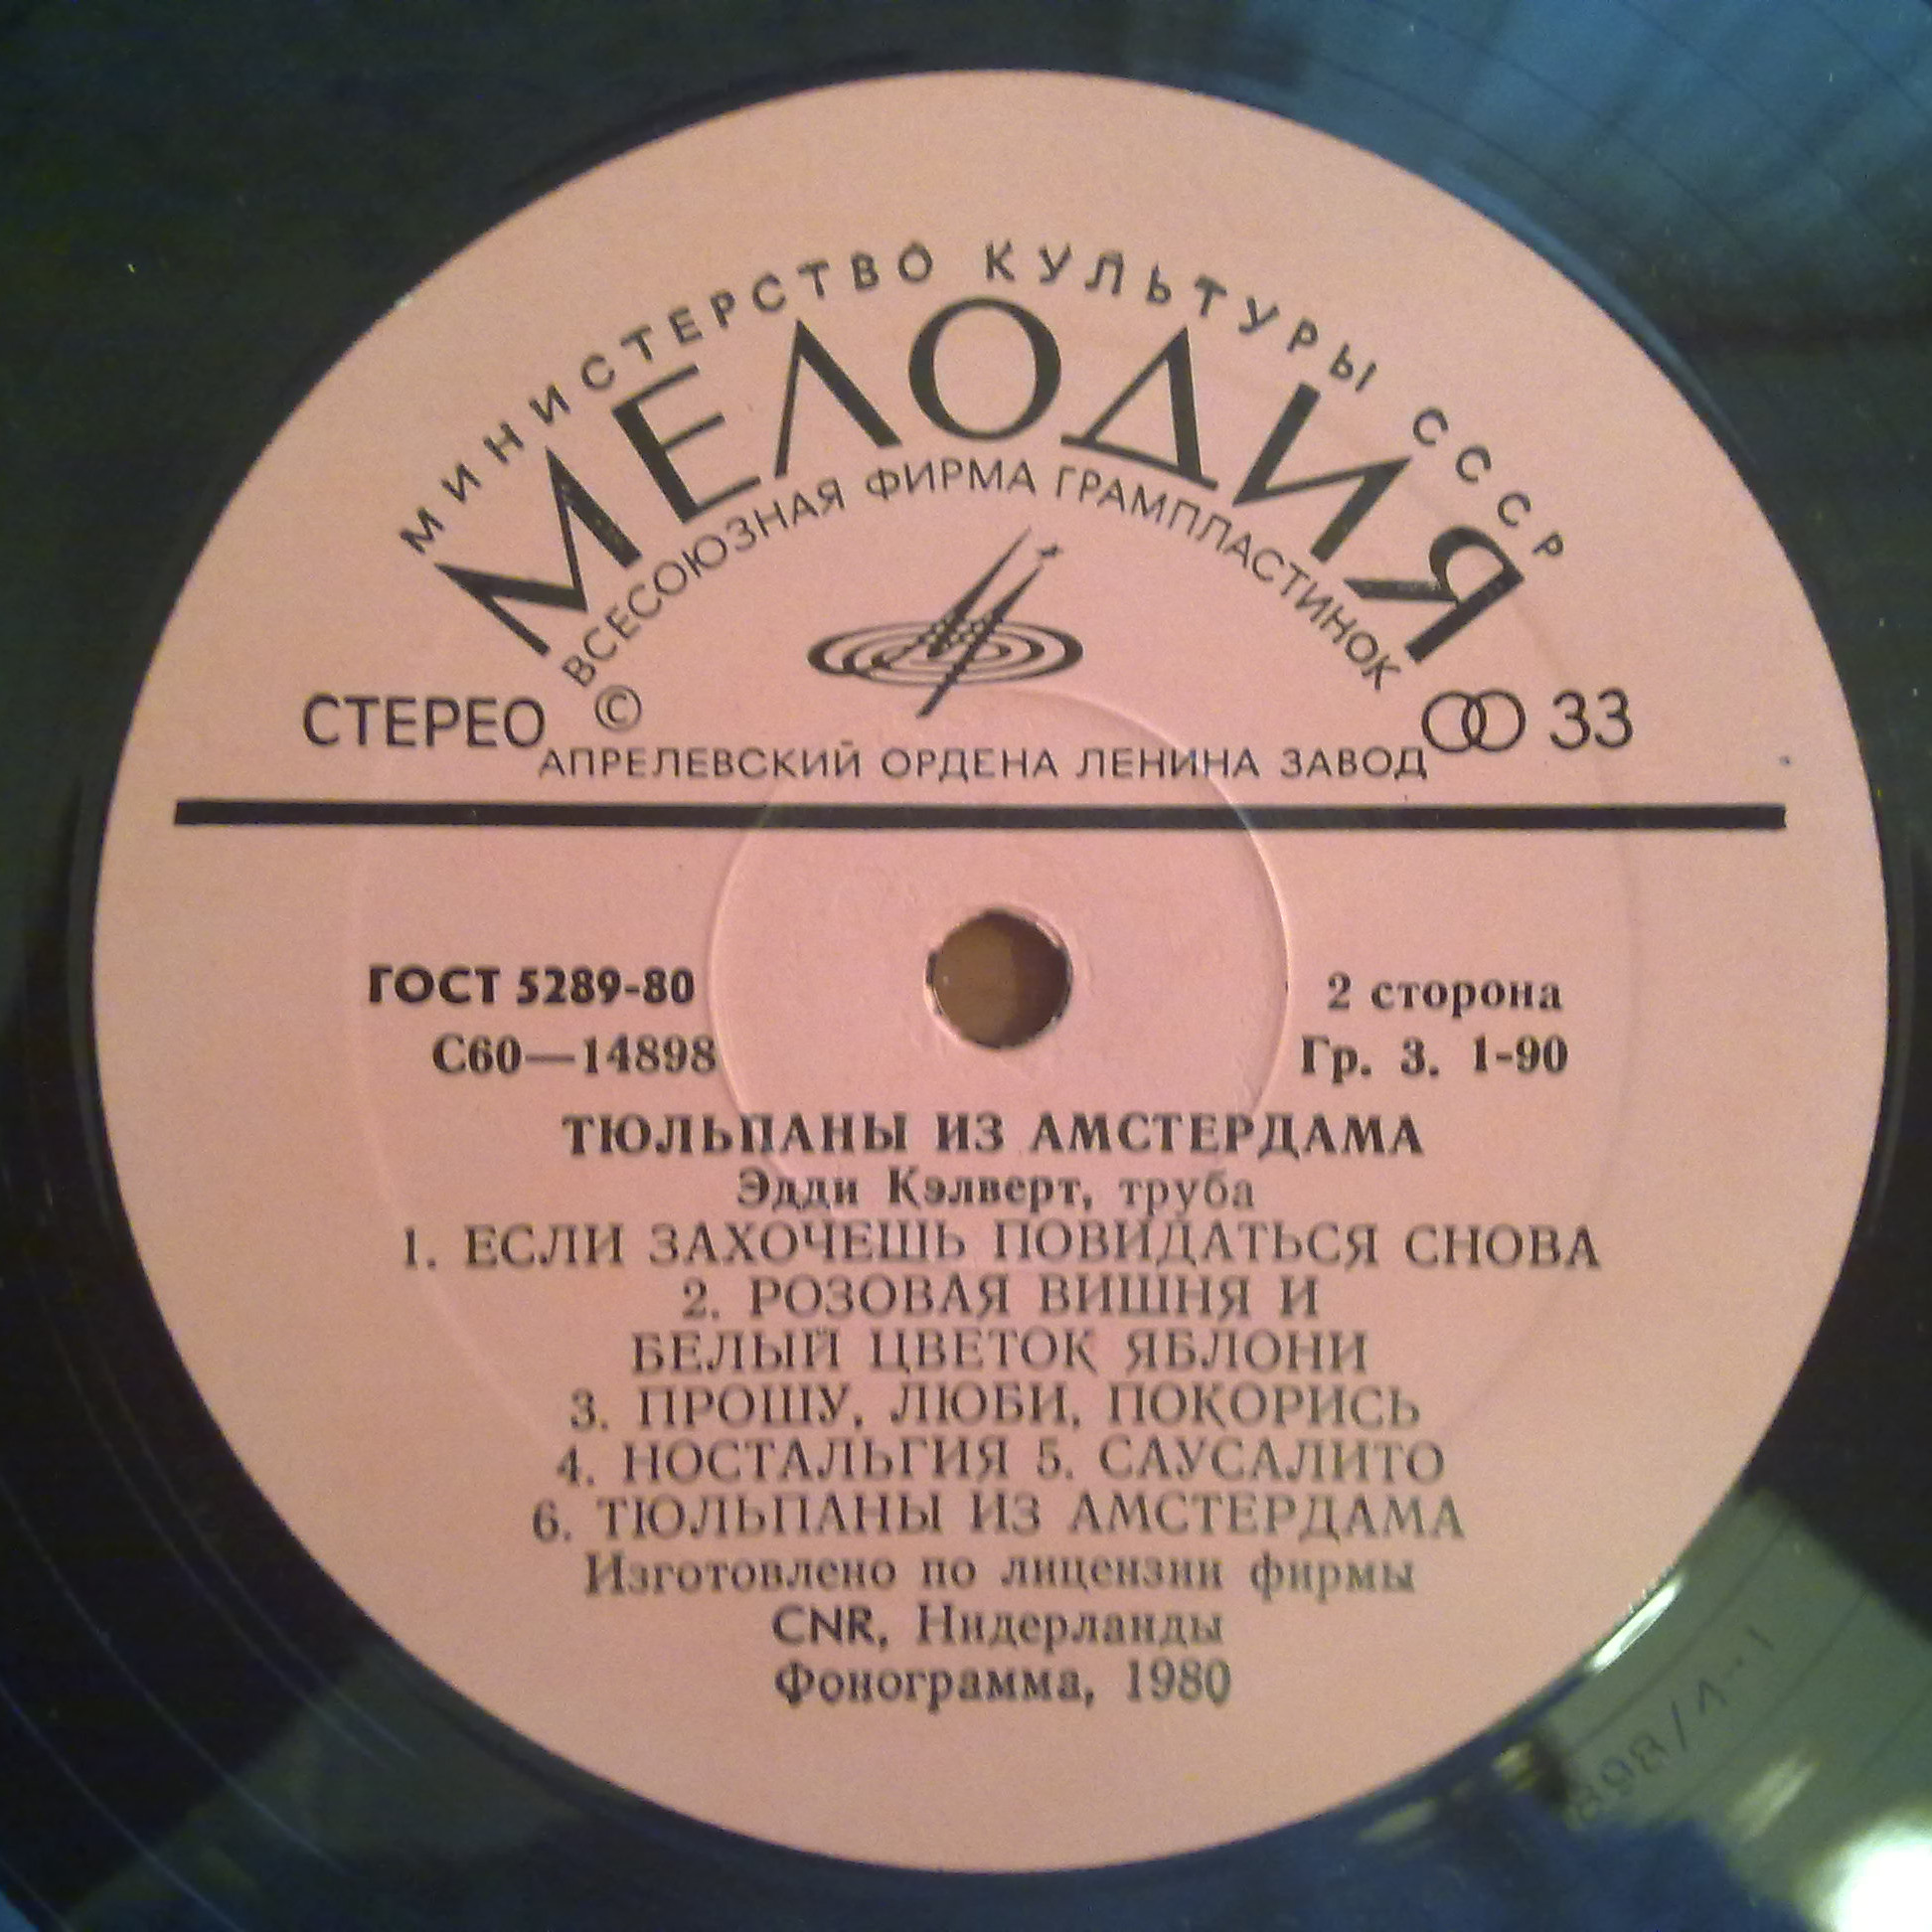 МИНИСТЕРСТВО КУЛЬТУРЫ СССР
МЕЛОДИЯ
ВСЕСОЮЗНАЯ ФИРМА ГРАМПЛАСТИНОК
СТЕРЕО © 33
АПРЕЛЕВСКИЙ ОРДЕНА ЛЕНИНА ЗАВОД
ГОСТ 5289-80 2 сторона
С60—14898 Гр. 3. 1-90
ТЮЛЬПАНЫ ИЗ АМСТЕРДАМА
Эдди Кэлверт, труба
1. ЕСЛИ ЗАХОЧЕШЬ ПОВИДАТЬСЯ СНОВА
2. РОЗОВАЯ ВИШНЯ И
БЕЛЫЙ ЦВЕТОК ЯБЛОНИ
3. ПРОШУ, ЛЮБИ, ПОКОРИСЬ
4. НОСТАЛЬГИЯ 5. САУСАЛИТО
6. ТЮЛЬПАНЫ ИЗ АМСТЕРДАМА
Изготовлено по лицензии фирмы
CNR, Нидерланды
Фонограмма, 1980